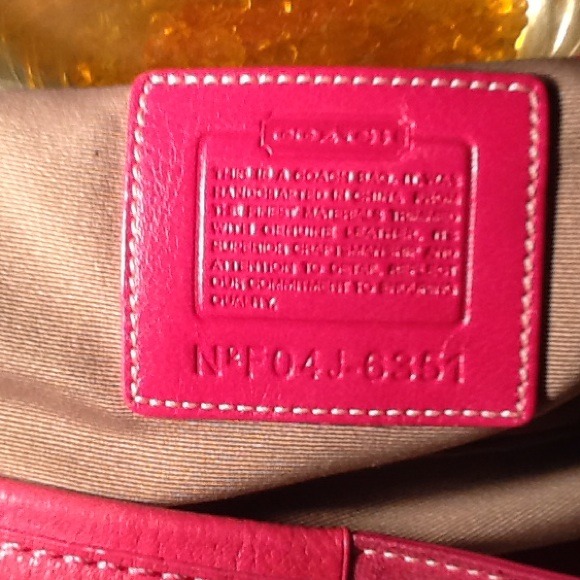 COACH
THIS IS A COACH BAG. IT WAS
HANDCRAFTED IN CHINA FROM
THE FINEST MATERIALS TRIMMED
WITH GENUINE LEATHER. ITS
SUPERIOR CRAFTSMANSHIP AND
ATTENTION TO DETAIL REFLECT
OUR COMMITMENT TO ENDURING
QUALITY.
Nº F04J-6351